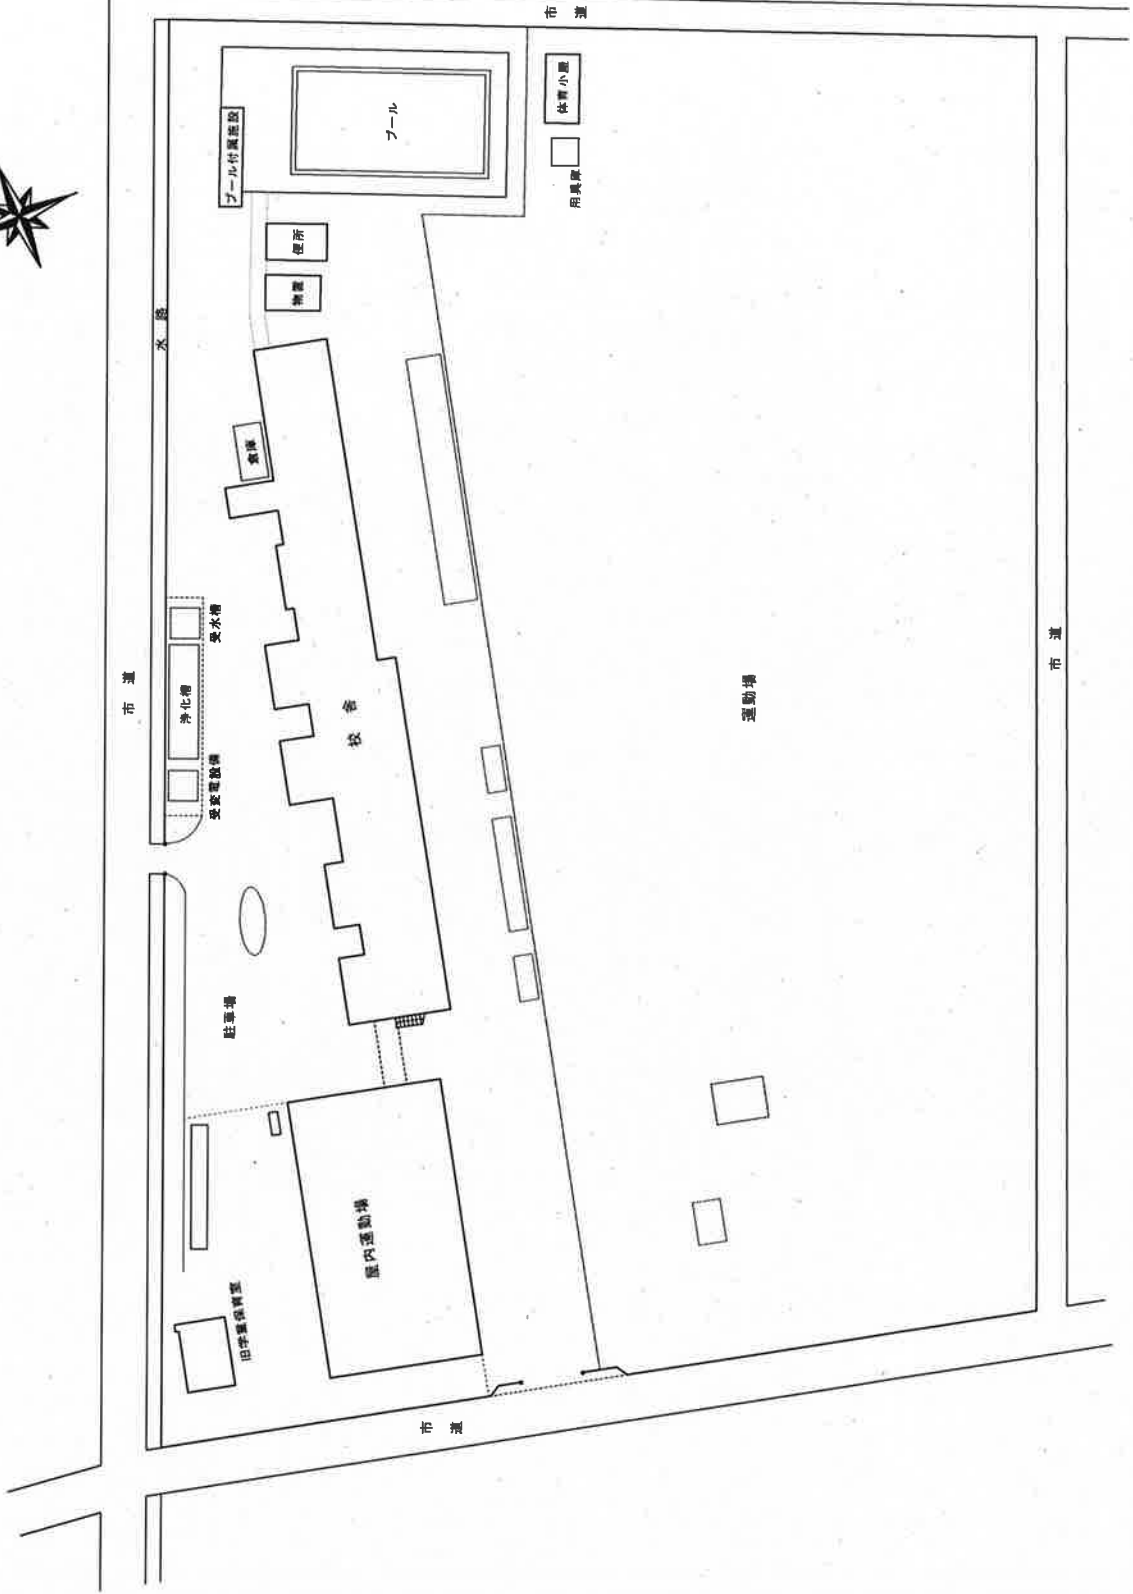 市道
プール
体育小屋
プール付属施設
用具庫
便所
物置
水路
倉庫
受水槽
市道
浄化槽
校舎
運動場
市道
受変電設備
駐車場
屋内運動場
旧学童保育室
市道